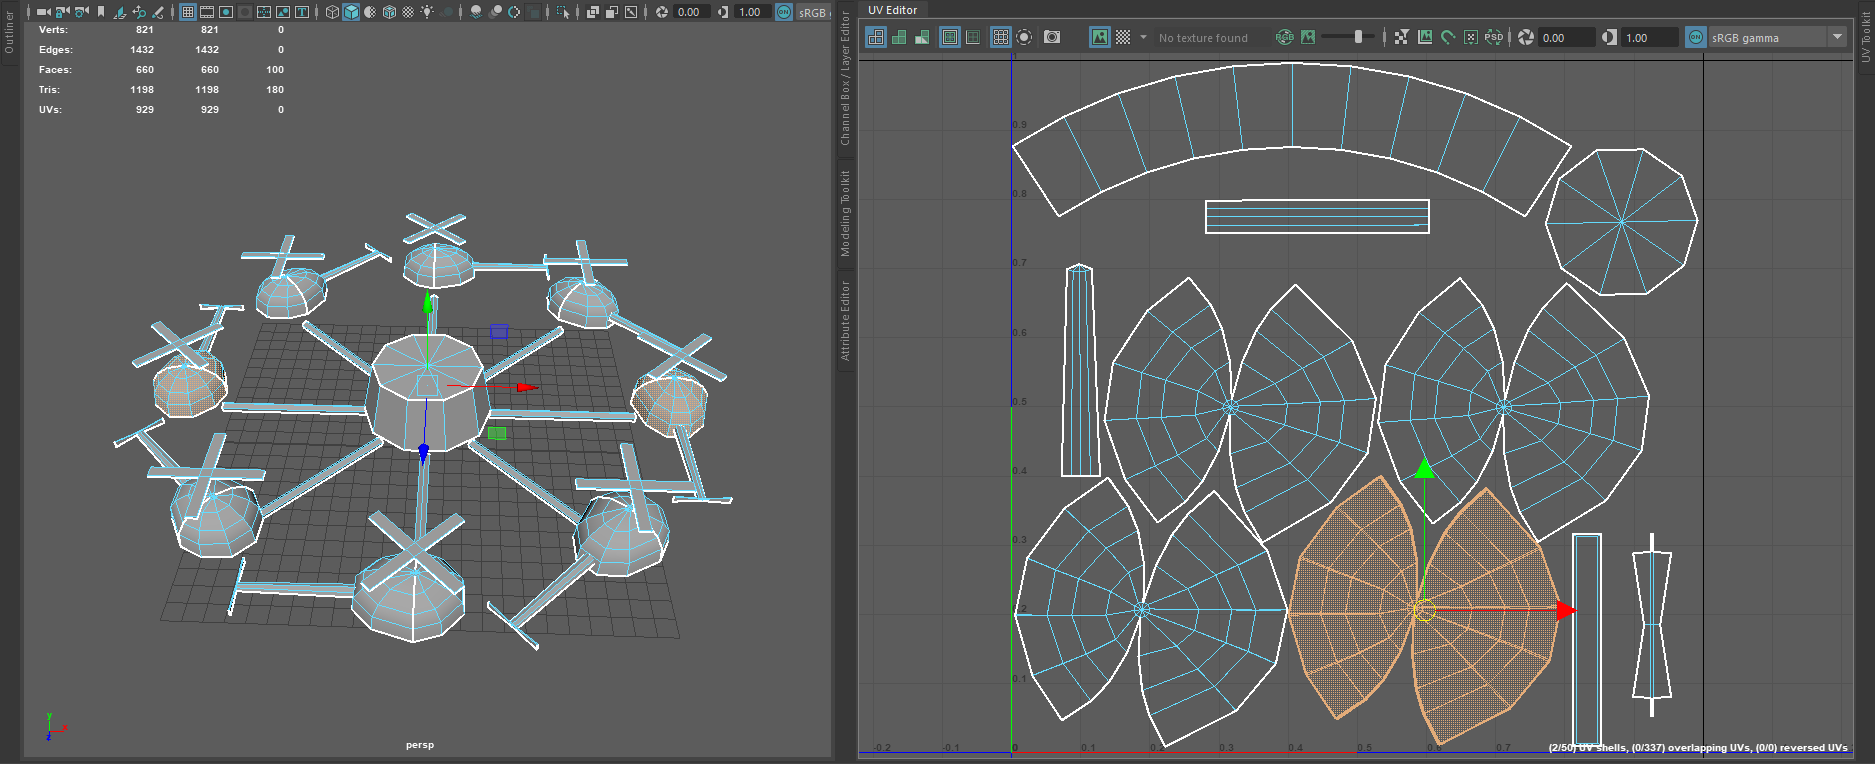 UV Editor
0.00 1.00 ON sRGB
No texture found RGB PSD 0.00 1.00 ON sRGB gamma
Outliner
Channel Box / Layer Editor
Modeling Toolkit
Attribute Editor
UV Toolkit
Verts: 821 821 0
Edges: 1432 1432 0
Faces: 660 660 100
Tris: 1198 1198 180
UVs: 929 929 0
1
0.9
0.8
0.7
0.6
0.5
0.4
0.3
0.2
0.1
-0.2 -0.1 0 0.1 0.2 0.3 0.4 0.5 0.6 0.7
(2/50) UV shells, (0/337) overlapping UVs, (0/0) reversed UVs
y
x
z
persp